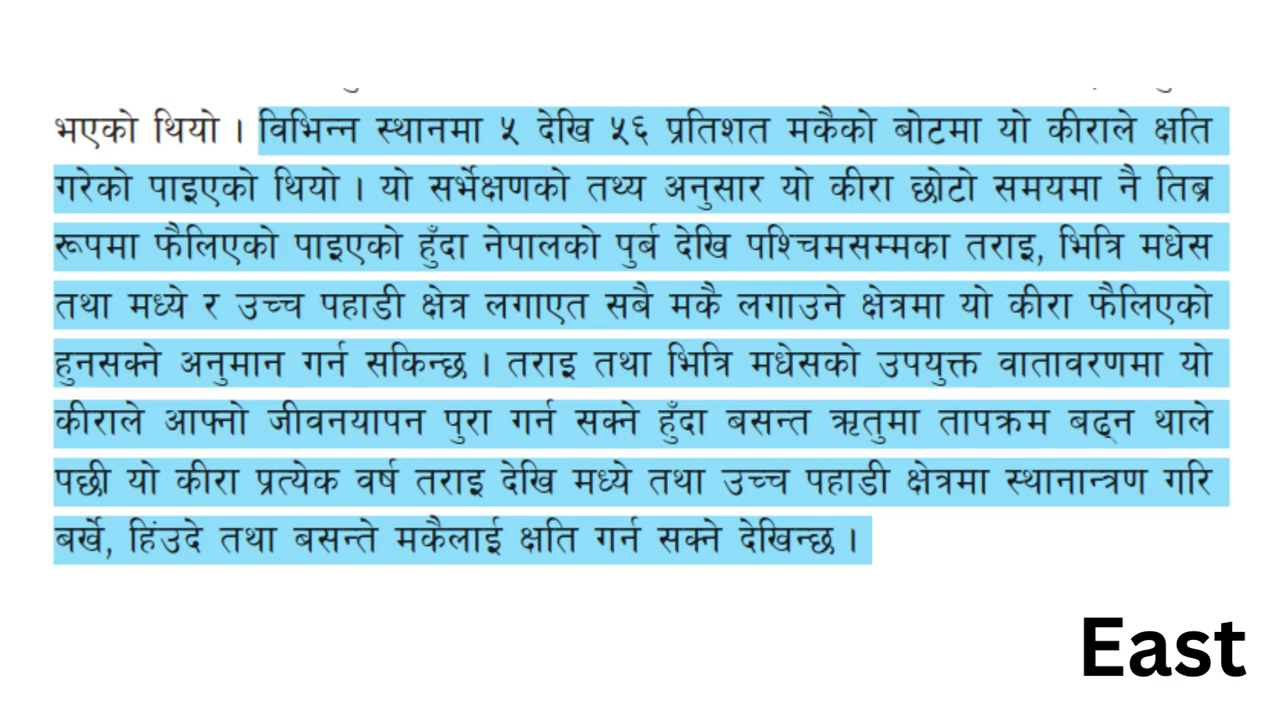 भएको थियो । विभिन्न स्थानमा ५ देखि ५६ प्रतिशत मकैको बोटमा यो कीराले क्षति
गरेको पाइएको थियो । यो सर्भेक्षणको तथ्य अनुसार यो कीरा छोटो समयमा नै तिब्र
रूपमा फैलिएको पाइएको हुँदा नेपालको पुर्ब देखि पश्चिमसम्मका तराइ, भित्रि मधेस
तथा मध्ये र उच्च पहाडी क्षेत्र लगाएत सबै मकै लगाउने क्षेत्रमा यो कीरा फैलिएको
हुनसक्ने अनुमान गर्न सकिन्छ । तराइ तथा भित्रि मधेसको उपयुक्त वातावरणमा यो
कीराले आफ्नो जीवनयापन पुरा गर्न सक्ने हुँदा बसन्त ऋतुमा तापक्रम बढ्न थाले
पछी यो कीरा प्रत्येक वर्ष तराइ देखि मध्ये तथा उच्च पहाडी क्षेत्रमा स्थानान्त्रण गरि
बर्खे, हिंउदे तथा बसन्ते मकैलाई क्षति गर्न सक्ने देखिन्छ ।
East